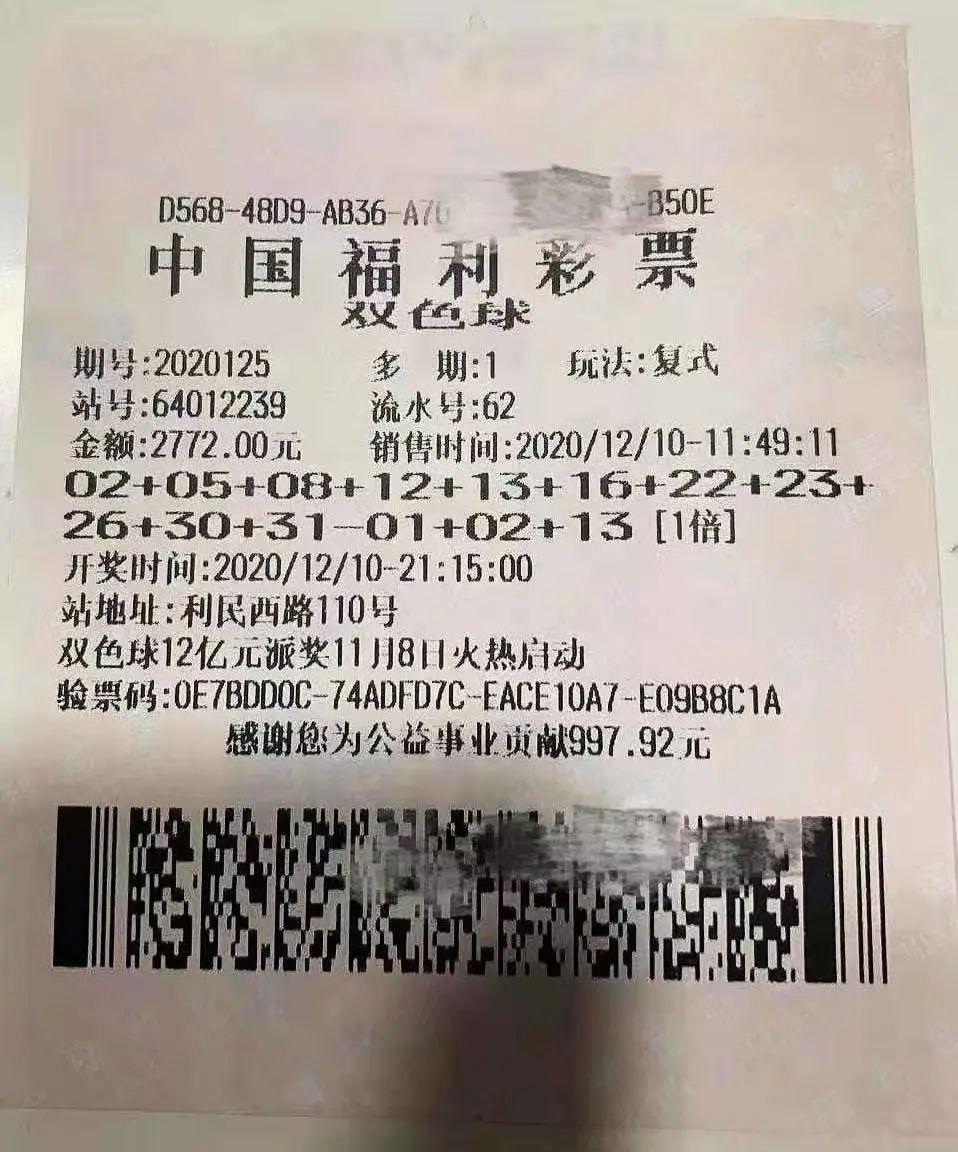 D568-48D9-AB36-A70 -B50E
中国福利彩票
双色球
期号:2020125 多 期:1 玩法:复式
站号:64012239 流水号:62
金额:2772.00元 销售时间:2020/12/10-11:49:11
02+05+08+12+13+16+22+23+
26+30+31-01+02+13 [1倍]
开奖时间:2020/12/10-21:15:00
站地址:利民西路110号
双色球12亿元派奖11月8日火热启动
验票码:0E7BDD0C-74ADFD7C-EACE10A7-E09B8C1A
感谢您为公益事业贡献997.92元